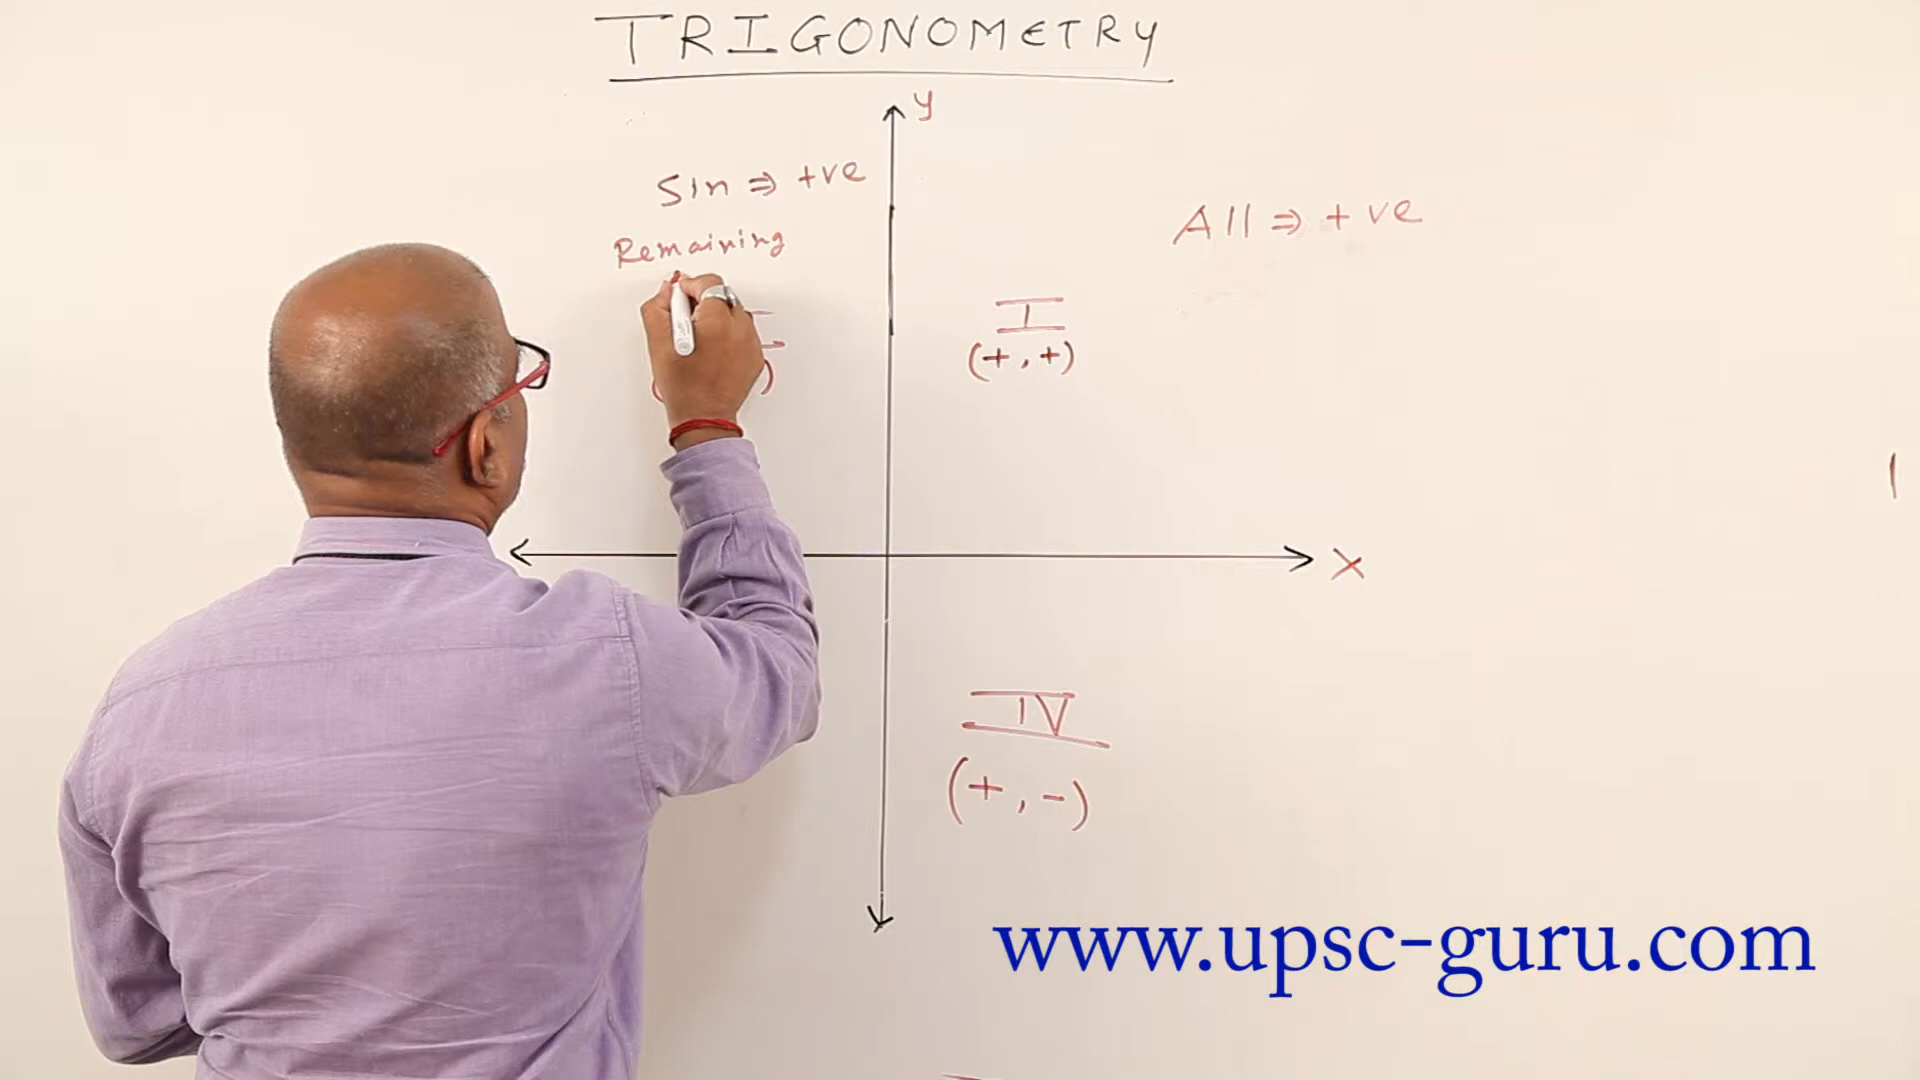 TRIGONOMETRY
y
Sin ⇒ +ve
Remaining
All ⇒ +ve
I
(+,+)
X
IV
(+,-)
www.upsc-guru.com